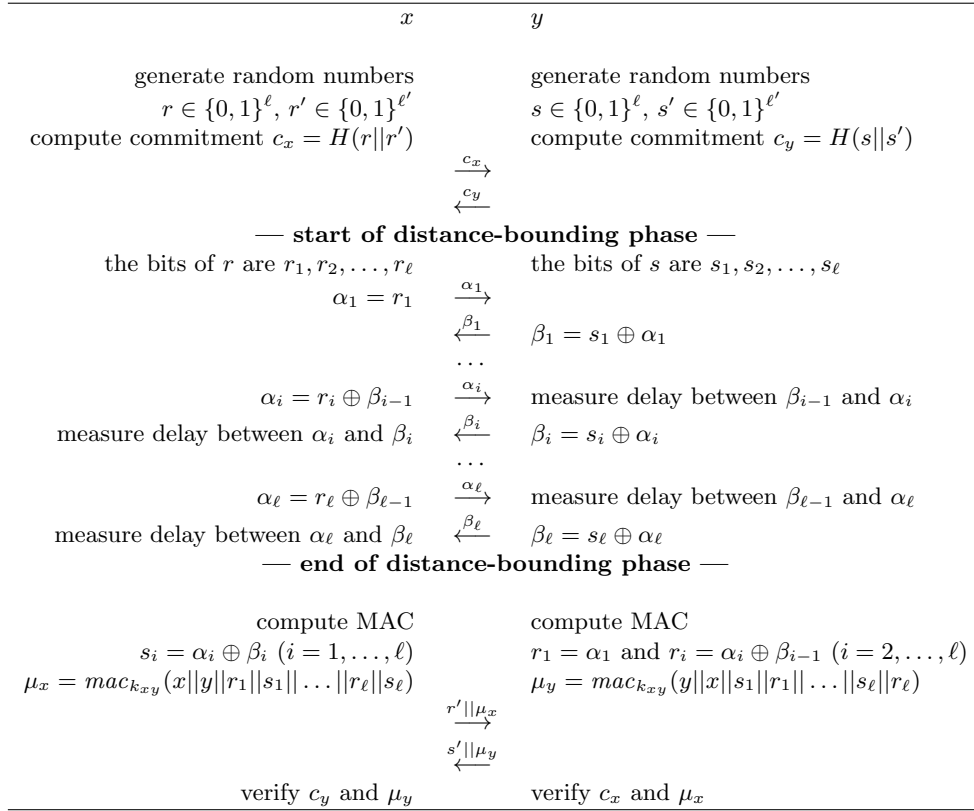 x y
generate random numbers generate random numbers
r ∈ {0, 1}^ℓ, r′ ∈ {0, 1}^ℓ′ s ∈ {0, 1}^ℓ, s′ ∈ {0, 1}^ℓ′
compute commitment c_x = H(r||r′) compute commitment c_y = H(s||s′)
c_x →
c_y ←
— start of distance-bounding phase —
the bits of r are r_1, r_2, . . . , r_ℓ the bits of s are s_1, s_2, . . . , s_ℓ
α_1 = r_1 α_1 →
β_1 ← β_1 = s_1 ⊕ α_1
. . .
α_i = r_i ⊕ β_{i−1} α_i → measure delay between β_{i−1} and α_i
measure delay between α_i and β_i β_i ← β_i = s_i ⊕ α_i
. . .
α_ℓ = r_ℓ ⊕ β_{ℓ−1} α_ℓ → measure delay between β_{ℓ−1} and α_ℓ
measure delay between α_ℓ and β_ℓ β_ℓ ← β_ℓ = s_ℓ ⊕ α_ℓ
— end of distance-bounding phase —
compute MAC compute MAC
s_i = α_i ⊕ β_i (i = 1, . . . , ℓ) r_1 = α_1 and r_i = α_i ⊕ β_{i−1} (i = 2, . . . , ℓ)
μ_x = mac_{k_{xy}}(x||y||r_1||s_1|| . . . ||r_ℓ||s_ℓ) μ_y = mac_{k_{xy}}(y||x||s_1||r_1|| . . . ||s_ℓ||r_ℓ)
r′||μ_x →
s′||μ_y ←
verify c_y and μ_y verify c_x and μ_x